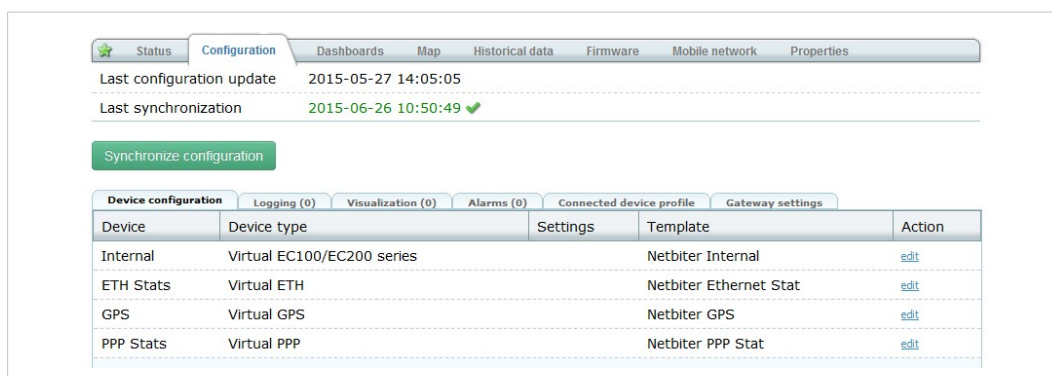 Status Configuration Dashboards Map Historical data Firmware Mobile network Properties
Last configuration update 2015-05-27 14:05:05
Last synchronization 2015-06-26 10:50:49
Synchronize configuration
Device configuration Logging (0) Visualization (0) Alarms (0) Connected device profile Gateway settings
Device Device type Settings Template Action
Internal Virtual EC100/EC200 series Netbiter Internal edit
ETH Stats Virtual ETH Netbiter Ethernet Stat edit
GPS Virtual GPS Netbiter GPS edit
PPP Stats Virtual PPP Netbiter PPP Stat edit